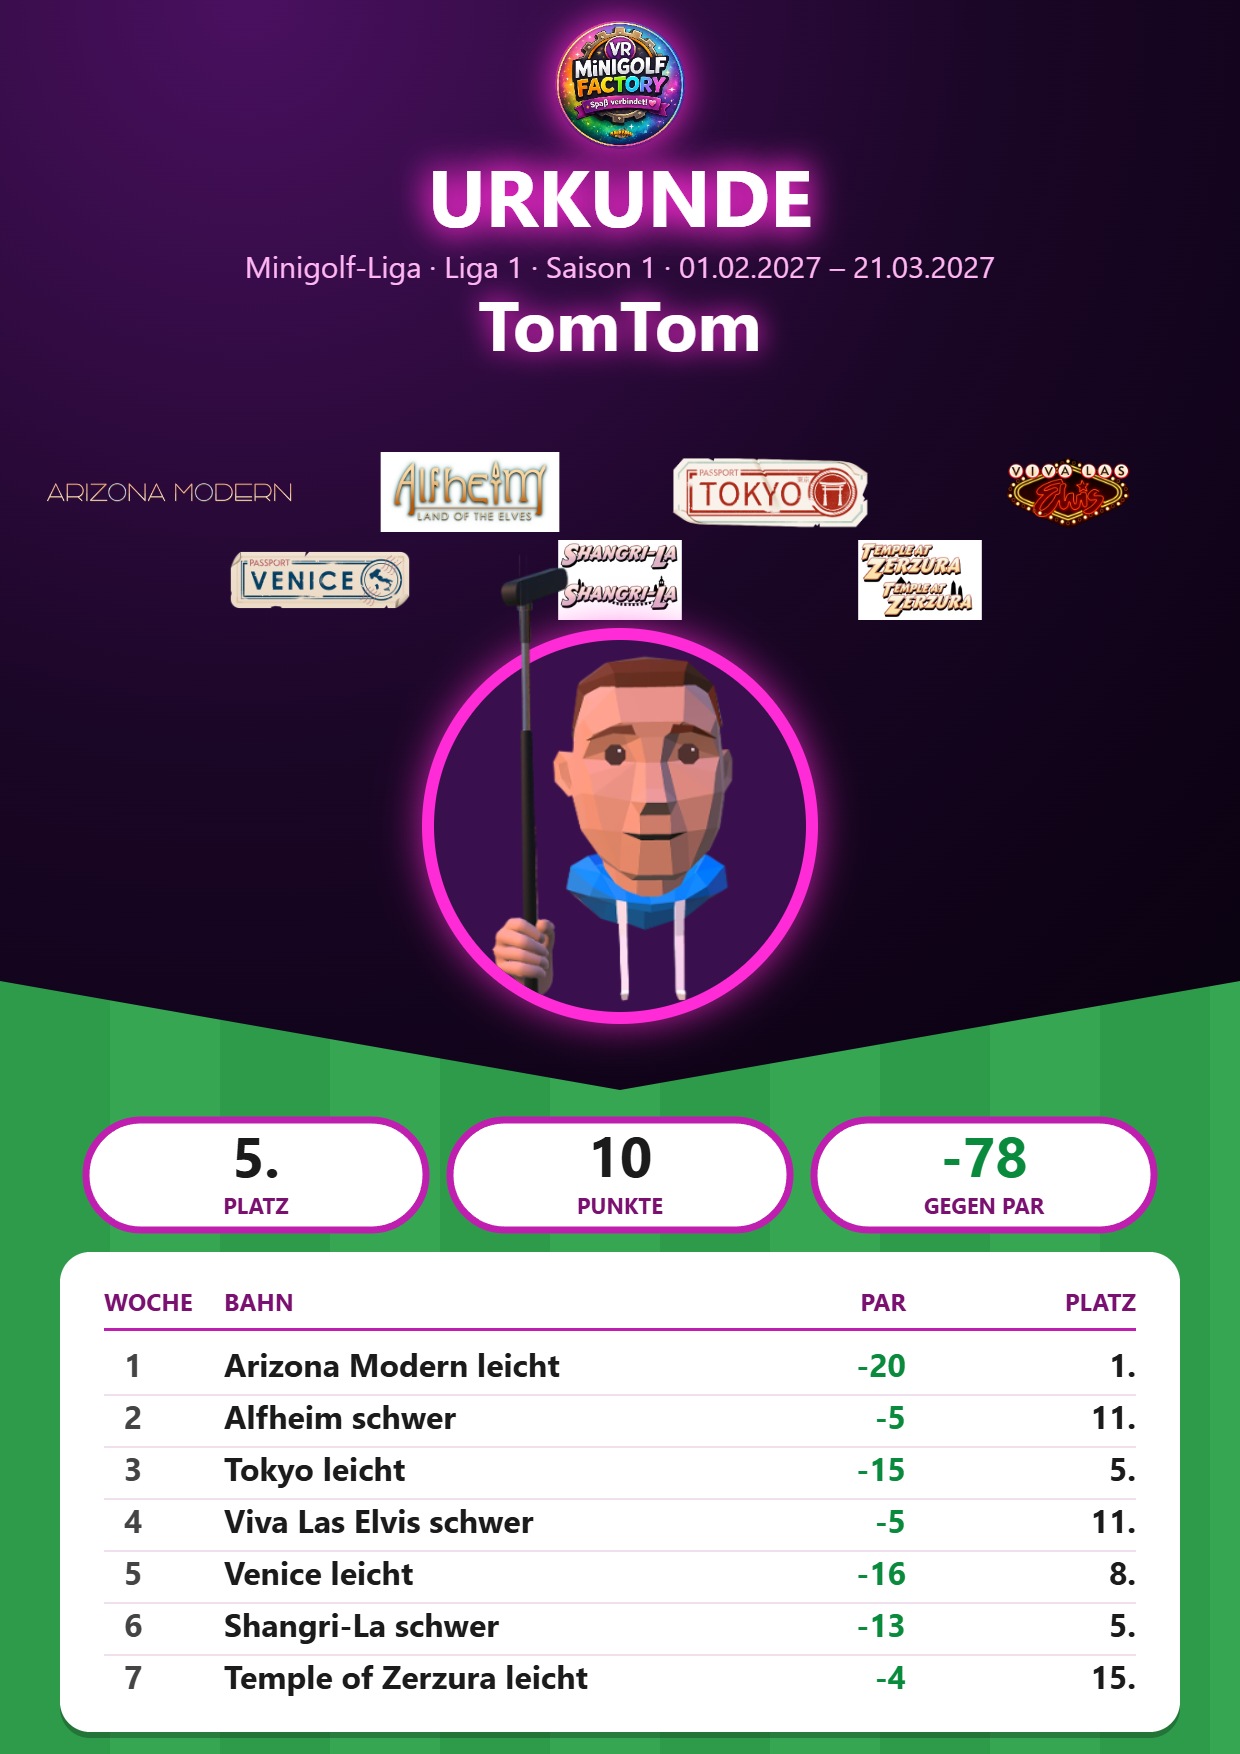 VR
MiNIGOLF
FACTORY
Spaß verbindet!
URKUNDE
Minigolf-Liga · Liga 1 · Saison 1 · 01.02.2027 – 21.03.2027
TomTom
ARIZONA MODERN
Alfheim
LAND OF THE ELVES
PASSPORT
TOKYO
VIVA LAS
Elvis
PASSPORT
VENICE
SHANGRI-LA
SHANGRI-LA
TEMPLE AT
ZERZURA
TEMPLE AT
ZERZURA
5.
PLATZ
10
PUNKTE
-78
GEGEN PAR
WOCHE BAHN PAR PLATZ
1 Arizona Modern leicht -20 1.
2 Alfheim schwer -5 11.
3 Tokyo leicht -15 5.
4 Viva Las Elvis schwer -5 11.
5 Venice leicht -16 8.
6 Shangri-La schwer -13 5.
7 Temple of Zerzura leicht -4 15.